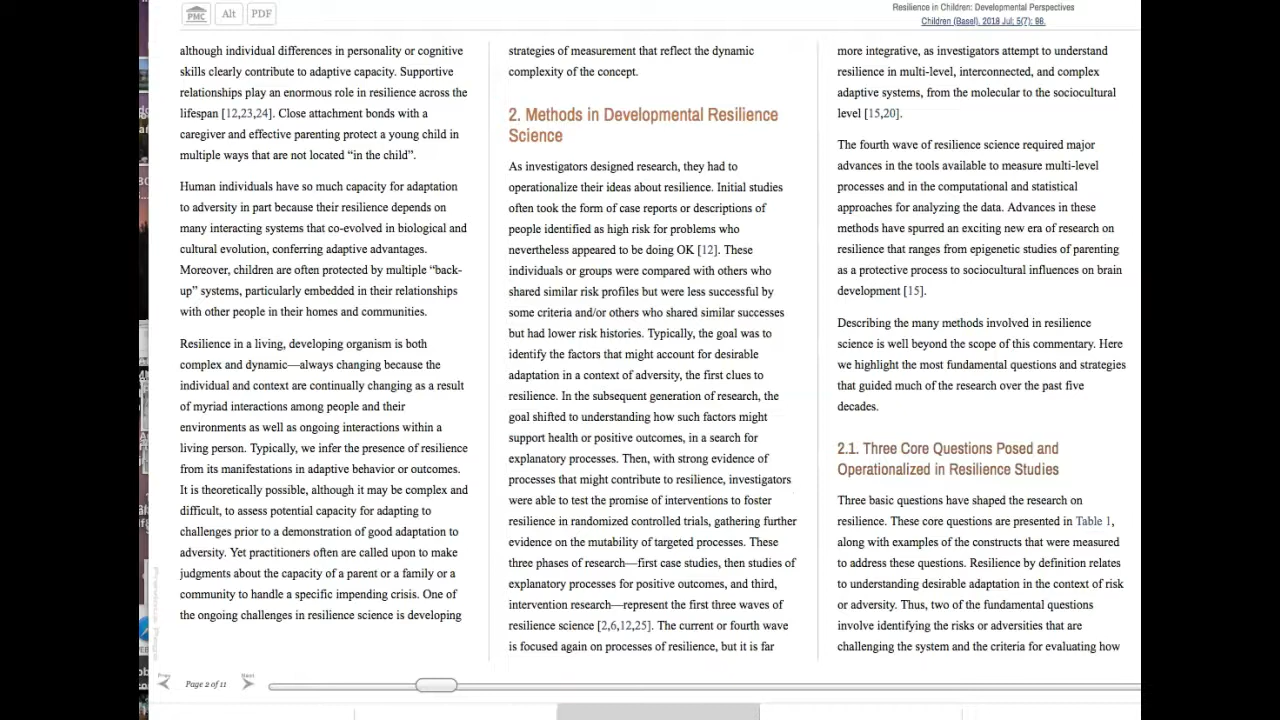 PMC
Alt
PDF
Resilience in Children: Developmental Perspectives
Children (Basel). 2018 Jul; 5(7): 98.
although individual differences in personality or cognitive
skills clearly contribute to adaptive capacity. Supportive
relationships play an enormous role in resilience across the
lifespan [12,23,24]. Close attachment bonds with a
caregiver and effective parenting protect a young child in
multiple ways that are not located “in the child”.
Human individuals have so much capacity for adaptation
to adversity in part because their resilience depends on
many interacting systems that co-evolved in biological and
cultural evolution, conferring adaptive advantages.
Moreover, children are often protected by multiple “back-
up” systems, particularly embedded in their relationships
with other people in their homes and communities.
Resilience in a living, developing organism is both
complex and dynamic—always changing because the
individual and context are continually changing as a result
of myriad interactions among people and their
environments as well as ongoing interactions within a
living person. Typically, we infer the presence of resilience
from its manifestations in adaptive behavior or outcomes.
It is theoretically possible, although it may be complex and
difficult, to assess potential capacity for adapting to
challenges prior to a demonstration of good adaptation to
adversity. Yet practitioners often are called upon to make
judgments about the capacity of a parent or a family or a
community to handle a specific impending crisis. One of
the ongoing challenges in resilience science is developing
strategies of measurement that reflect the dynamic
complexity of the concept.
2. Methods in Developmental Resilience
Science
As investigators designed research, they had to
operationalize their ideas about resilience. Initial studies
often took the form of case reports or descriptions of
people identified as high risk for problems who
nevertheless appeared to be doing OK [12]. These
individuals or groups were compared with others who
shared similar risk profiles but were less successful by
some criteria and/or others who shared similar successes
but had lower risk histories. Typically, the goal was to
identify the factors that might account for desirable
adaptation in a context of adversity, the first clues to
resilience. In the subsequent generation of research, the
goal shifted to understanding how such factors might
support health or positive outcomes, in a search for
explanatory processes. Then, with strong evidence of
processes that might contribute to resilience, investigators
were able to test the promise of interventions to foster
resilience in randomized controlled trials, gathering further
evidence on the mutability of targeted processes. These
three phases of research—first case studies, then studies of
explanatory processes for positive outcomes, and third,
intervention research—represent the first three waves of
resilience science [2,6,12,25]. The current or fourth wave
is focused again on processes of resilience, but it is far
more integrative, as investigators attempt to understand
resilience in multi-level, interconnected, and complex
adaptive systems, from the molecular to the sociocultural
level [15,20].
The fourth wave of resilience science required major
advances in the tools available to measure multi-level
processes and in the computational and statistical
approaches for analyzing the data. Advances in these
methods have spurred an exciting new era of research on
resilience that ranges from epigenetic studies of parenting
as a protective process to sociocultural influences on brain
development [15].
Describing the many methods involved in resilience
science is well beyond the scope of this commentary. Here
we highlight the most fundamental questions and strategies
that guided much of the research over the past five
decades.
2.1. Three Core Questions Posed and
Operationalized in Resilience Studies
Three basic questions have shaped the research on
resilience. These core questions are presented in Table 1,
along with examples of the constructs that were measured
to address these questions. Resilience by definition relates
to understanding desirable adaptation in the context of risk
or adversity. Thus, two of the fundamental questions
involve identifying the risks or adversities that are
challenging the system and the criteria for evaluating how
Prev
Page 2 of 11
Next